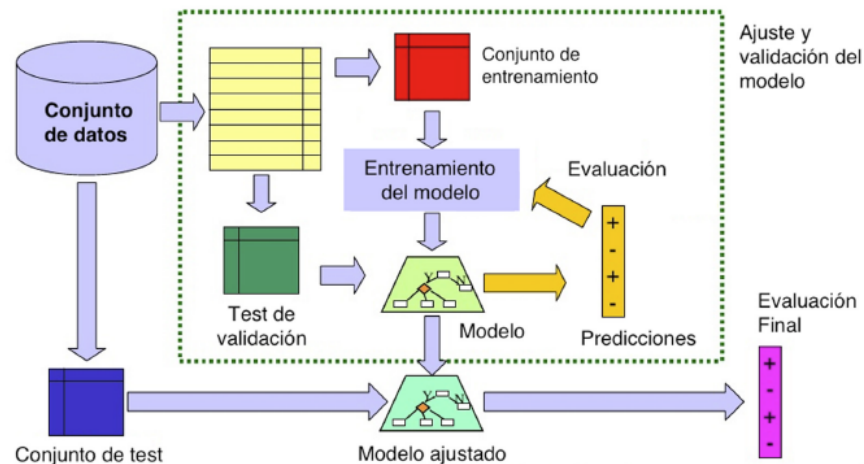 Conjunto
de datos
Conjunto de
entrenamiento
Ajuste y
validación del
modelo
Entrenamiento
del modelo
Evaluación
+
-
+
-
Y
N
Test de
validación
Modelo
Predicciones
Evaluación
Final
+
-
+
-
Y
N
Conjunto de test
Modelo ajustado